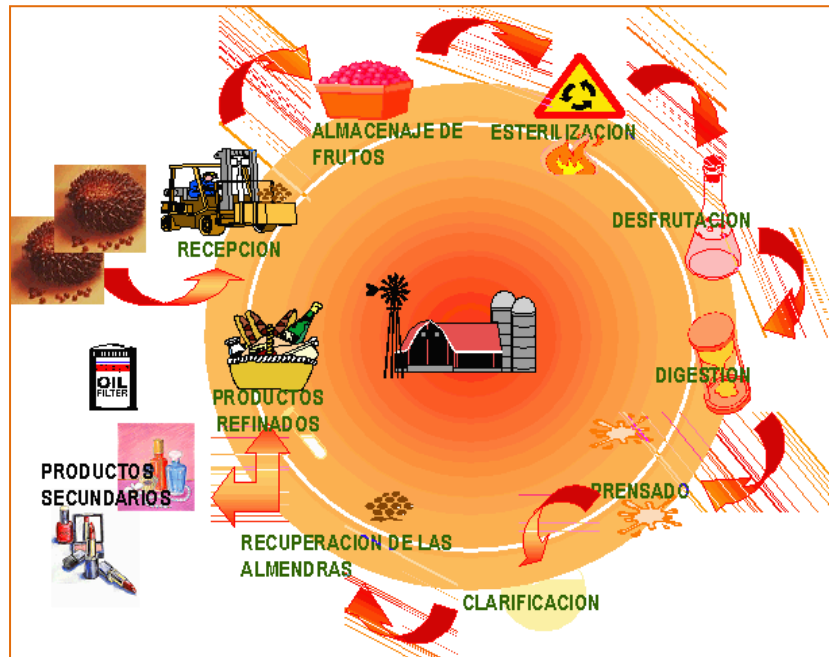 ALMACENAJE DE
FRUTOS
ESTERILIZACION
DESFRUTACION
RECEPCION
DIGESTION
OIL
FILTER
PRODUCTOS
REFINADOS
PRODUCTOS
SECUNDARIOS
PRENSADO
RECUPERACION DE LAS
ALMENDRAS
CLARIFICACION